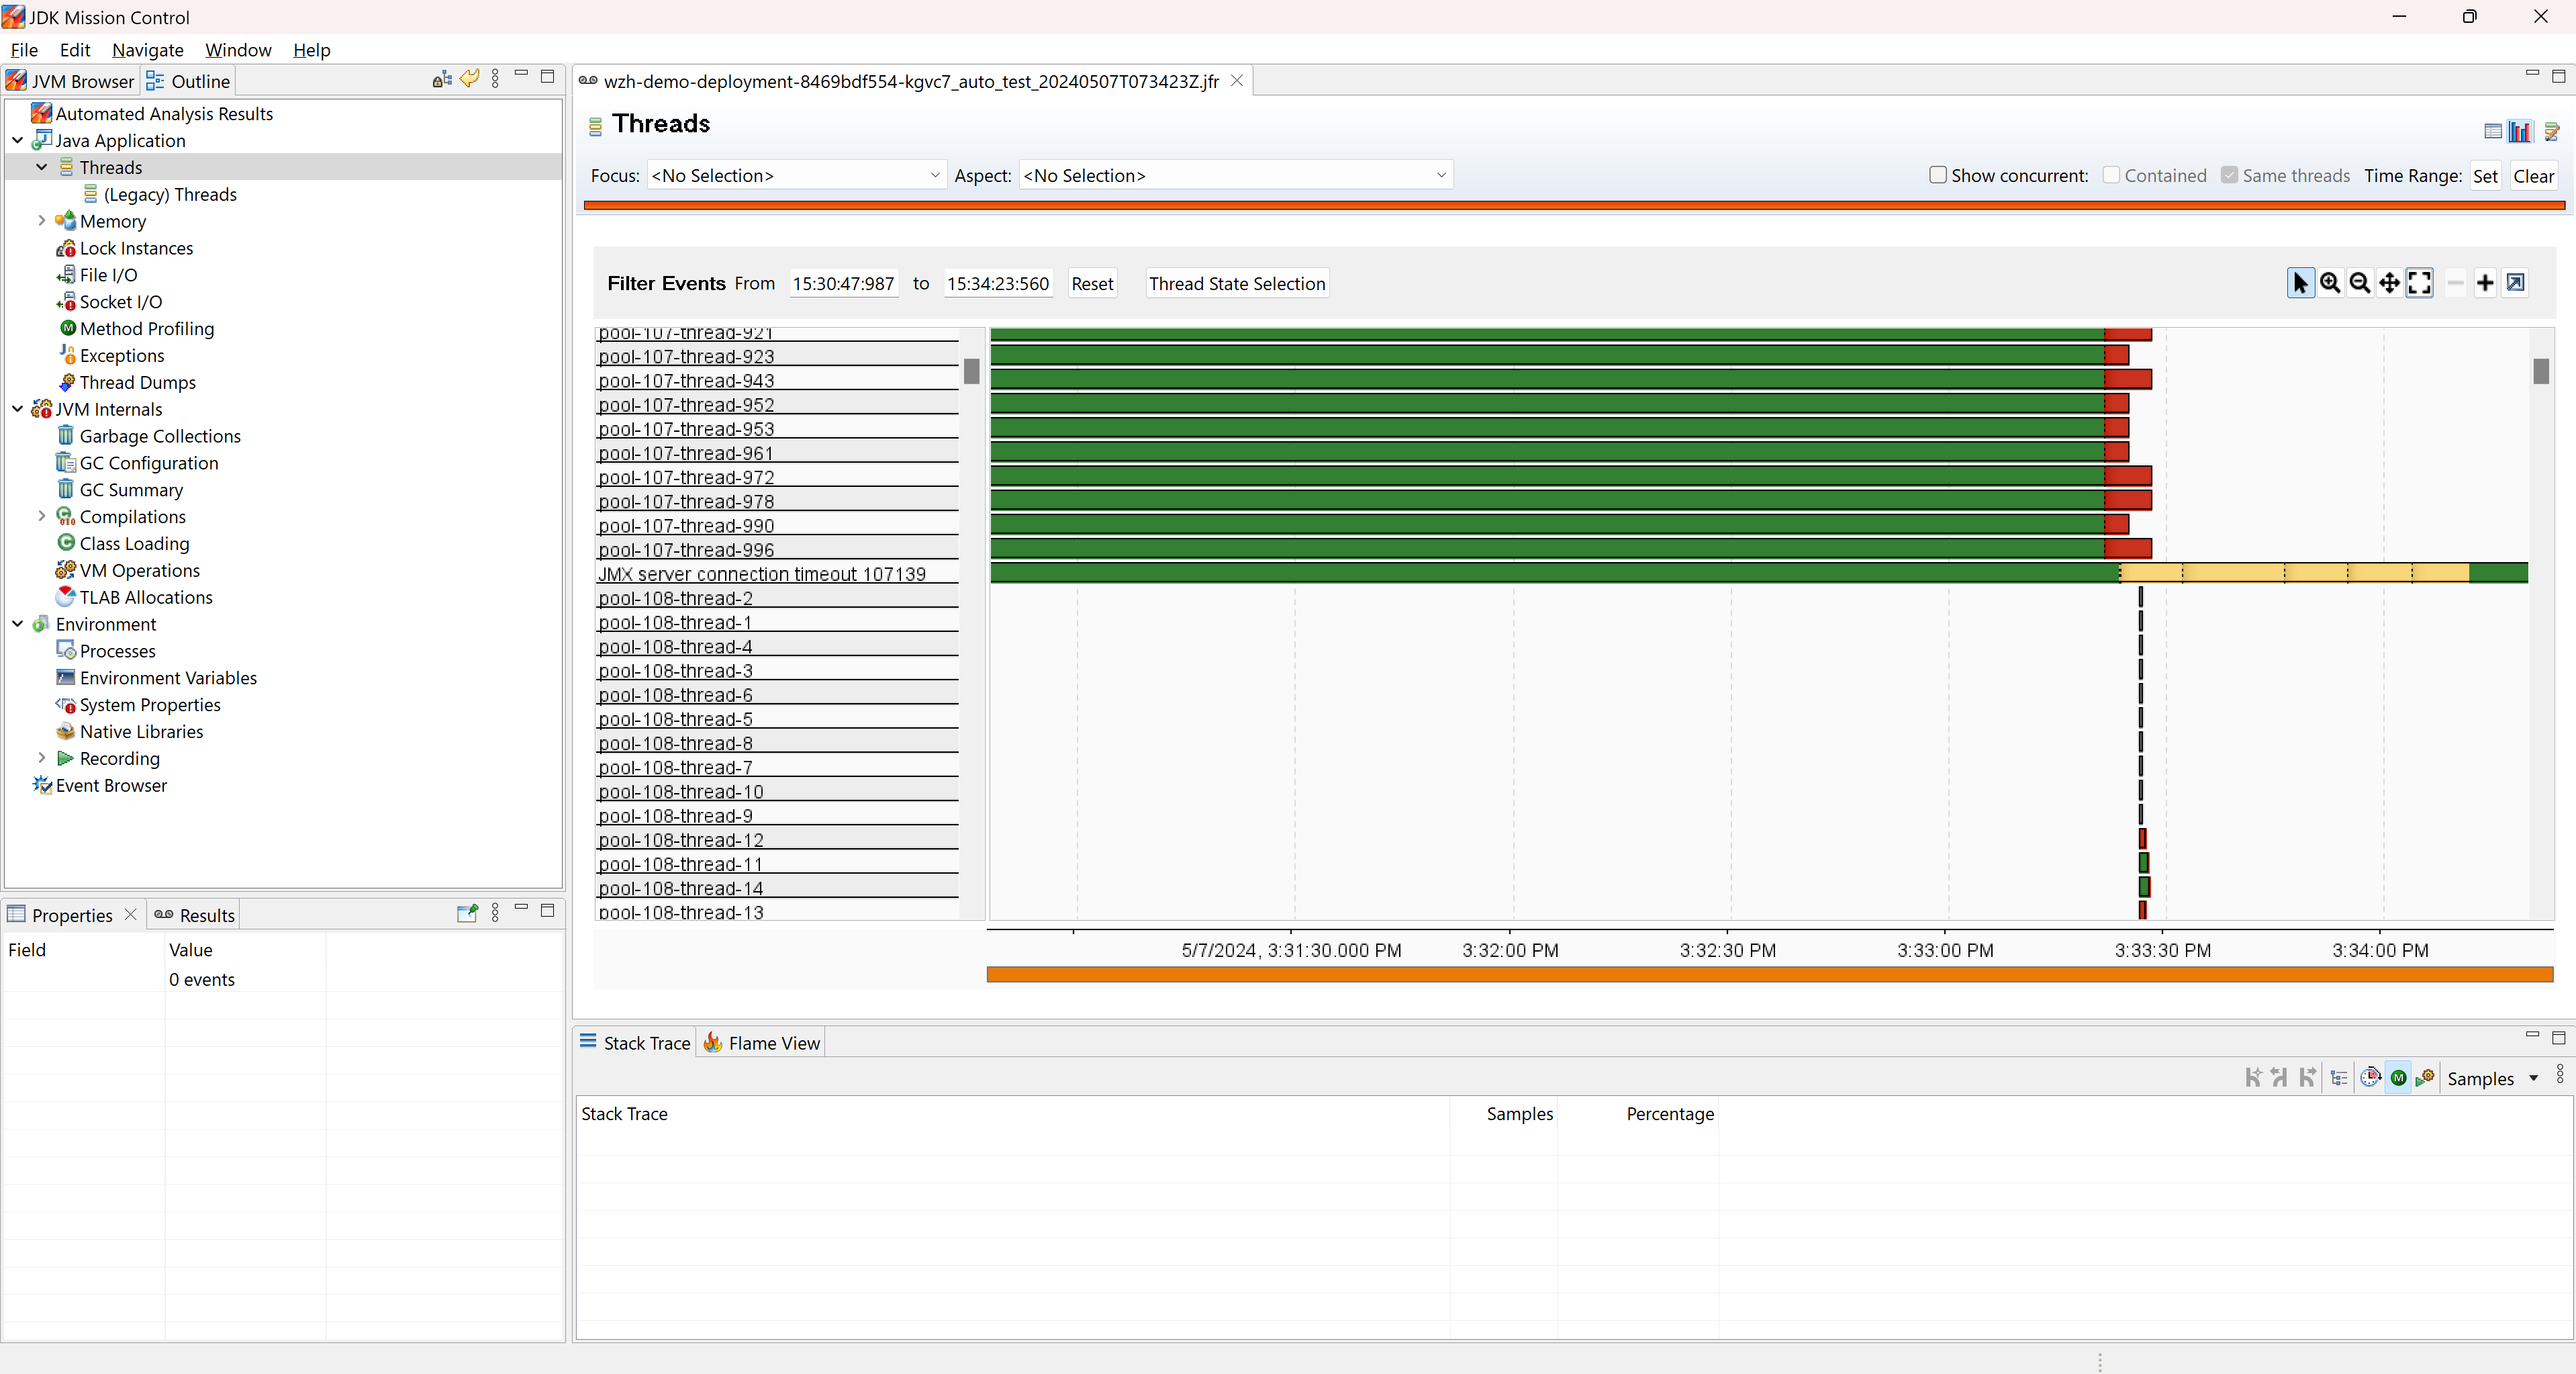 JDK Mission Control
File Edit Navigate Window Help
JVM Browser Outline
Automated Analysis Results
Java Application
Threads
(Legacy) Threads
Memory
Lock Instances
File I/O
Socket I/O
Method Profiling
Exceptions
Thread Dumps
JVM Internals
Garbage Collections
GC Configuration
GC Summary
Compilations
Class Loading
VM Operations
TLAB Allocations
Environment
Processes
Environment Variables
System Properties
Native Libraries
Recording
Event Browser
Properties Results
Field Value
0 events
wzh-demo-deployment-8469bdf554-kgvc7_auto_test_20240507T073423Z.jfr
Threads
Focus: <No Selection> Aspect: <No Selection> Show concurrent: Contained Same threads Time Range: Set Clear
Filter Events From 15:30:47:987 to 15:34:23:560 Reset Thread State Selection
pool-107-thread-921
pool-107-thread-923
pool-107-thread-943
pool-107-thread-952
pool-107-thread-953
pool-107-thread-961
pool-107-thread-972
pool-107-thread-978
pool-107-thread-990
pool-107-thread-996
JMX server connection timeout 107139
pool-108-thread-2
pool-108-thread-1
pool-108-thread-4
pool-108-thread-3
pool-108-thread-6
pool-108-thread-5
pool-108-thread-8
pool-108-thread-7
pool-108-thread-10
pool-108-thread-9
pool-108-thread-12
pool-108-thread-11
pool-108-thread-14
pool-108-thread-13
5/7/2024, 3:31:30.000 PM 3:32:00 PM 3:32:30 PM 3:33:00 PM 3:33:30 PM 3:34:00 PM
Stack Trace Flame View
Samples
Stack Trace Samples Percentage